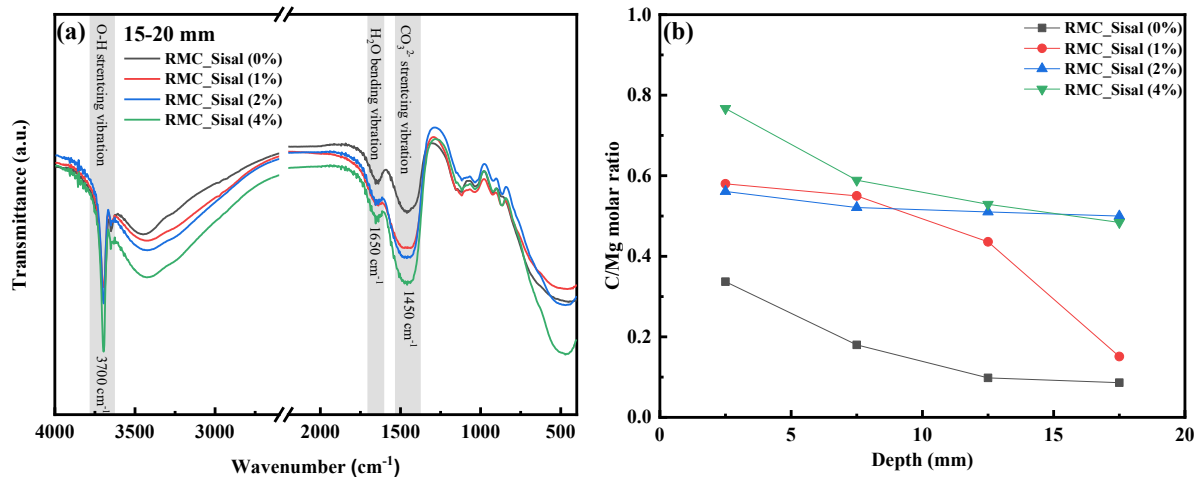 (a)
15-20 mm
RMC_Sisal (0%)
RMC_Sisal (1%)
RMC_Sisal (2%)
RMC_Sisal (4%)
O-H strentcing vibration
3700 cm⁻¹
H₂O bending vibration
1650 cm⁻¹
CO₃²⁻ strentcing vibration
1450 cm⁻¹
Transmittance (a.u.)
4000 3500 3000 2000 1500 1000 500
Wavenumber (cm⁻¹)
(b)
RMC_Sisal (0%)
RMC_Sisal (1%)
RMC_Sisal (2%)
RMC_Sisal (4%)
C/Mg molar ratio
1.0
0.8
0.6
0.4
0.2
0.0
0 5 10 15 20
Depth (mm)